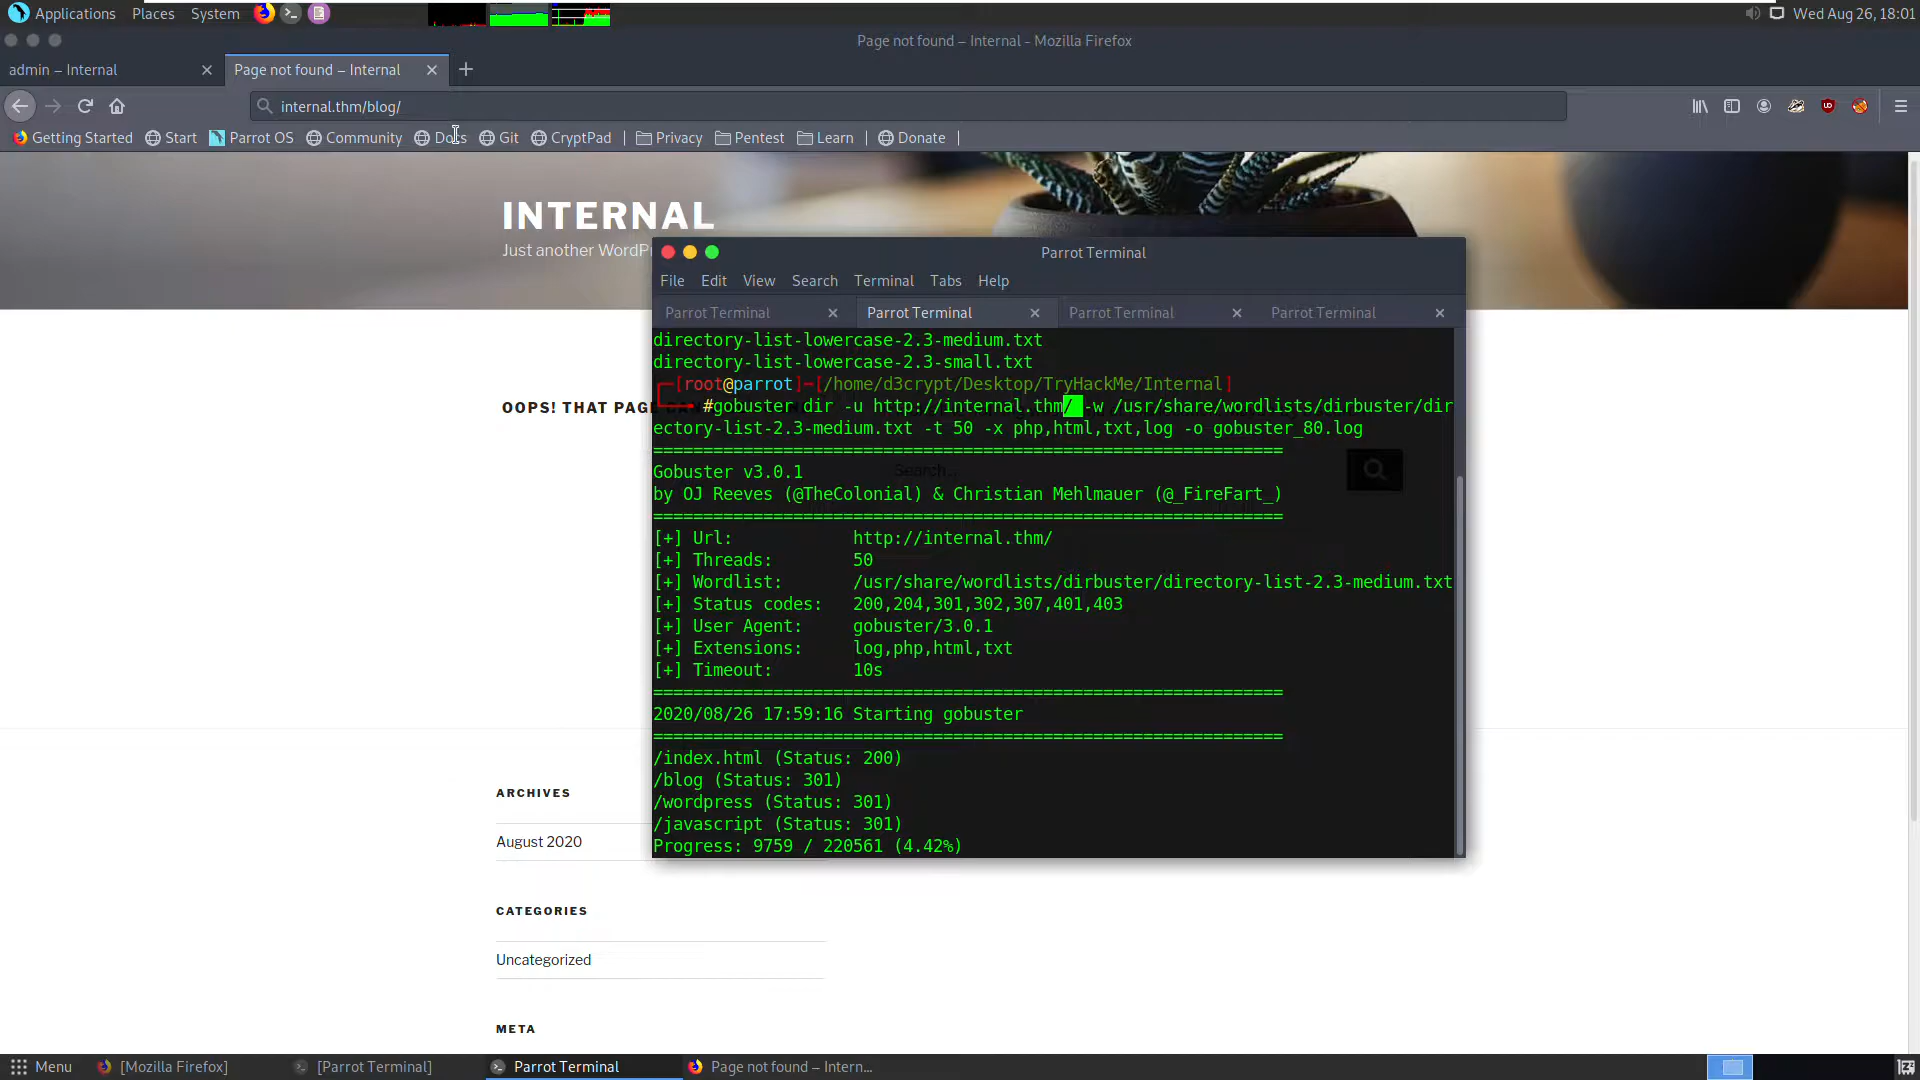 Applications Places System Wed Aug 26, 18:01
Page not found – Internal - Mozilla Firefox
admin – Internal Page not found – Internal
internal.thm/blog/
Getting Started Start Parrot OS Community Docs Git CryptPad Privacy Pentest Learn Donate
INTERNAL
Just another WordPr
OOPS! THAT PAGE
Parrot Terminal
File Edit View Search Terminal Tabs Help
Parrot Terminal Parrot Terminal Parrot Terminal Parrot Terminal
directory-list-lowercase-2.3-medium.txt
directory-list-lowercase-2.3-small.txt
[root@parrot]─[/home/d3crypt/Desktop/TryHackMe/Internal]
#gobuster dir -u http://internal.thm/ -w /usr/share/wordlists/dirbuster/dir
ectory-list-2.3-medium.txt -t 50 -x php,html,txt,log -o gobuster_80.log
===============================================================
Gobuster v3.0.1
by OJ Reeves (@TheColonial) & Christian Mehlmauer (@_FireFart_)
===============================================================
[+] Url: http://internal.thm/
[+] Threads: 50
[+] Wordlist: /usr/share/wordlists/dirbuster/directory-list-2.3-medium.txt
[+] Status codes: 200,204,301,302,307,401,403
[+] User Agent: gobuster/3.0.1
[+] Extensions: log,php,html,txt
[+] Timeout: 10s
===============================================================
2020/08/26 17:59:16 Starting gobuster
===============================================================
/index.html (Status: 200)
/blog (Status: 301)
/wordpress (Status: 301)
/javascript (Status: 301)
Progress: 9759 / 220561 (4.42%)
Search…
ARCHIVES
August 2020
CATEGORIES
Uncategorized
META
Menu [Mozilla Firefox] [Parrot Terminal] Parrot Terminal Page not found – Intern...